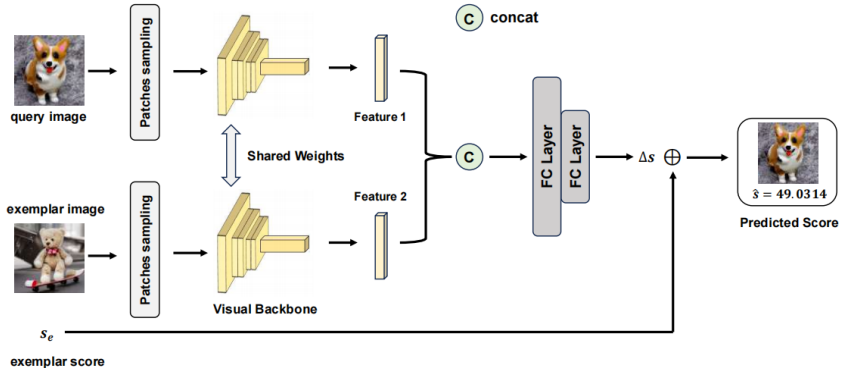 C concat
query image
Patches sampling
Feature 1
Shared Weights
C
FC Layer
FC Layer
Δs ⊕
ŝ = 49.0314
Predicted Score
exemplar image
Patches sampling
Feature 2
Visual Backbone
sₑ
exemplar score